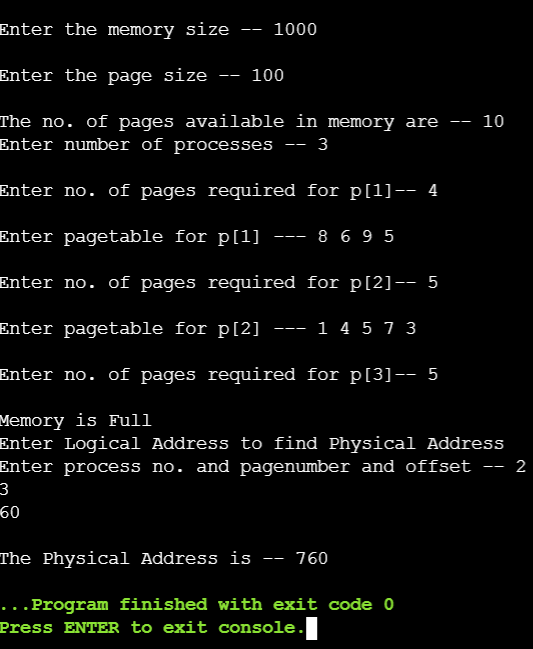 Enter the memory size -- 1000
Enter the page size -- 100
The no. of pages available in memory are -- 10
Enter number of processes -- 3
Enter no. of pages required for p[1]-- 4
Enter pagetable for p[1] --- 8 6 9 5
Enter no. of pages required for p[2]-- 5
Enter pagetable for p[2] --- 1 4 5 7 3
Enter no. of pages required for p[3]-- 5
Memory is Full
Enter Logical Address to find Physical Address
Enter process no. and pagenumber and offset -- 2
3
60
The Physical Address is -- 760
...Program finished with exit code 0
Press ENTER to exit console.